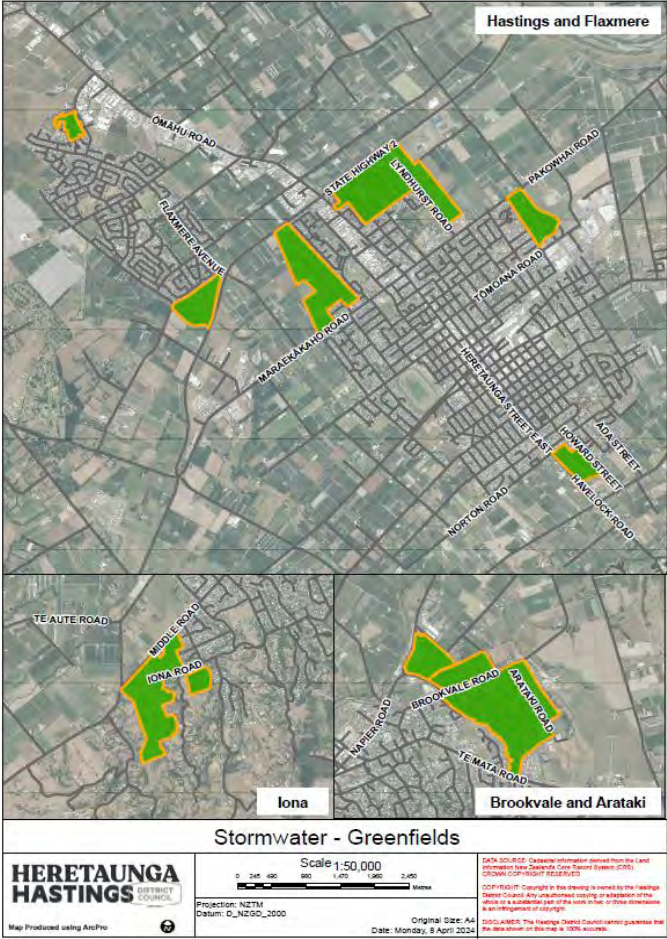 Hastings and Flaxmere
OMAHU ROAD
STATE HIGHWAY 2
LYNDHURST ROAD
PAKOWHAI ROAD
FLAXMERE AVENUE
TŌMOANA ROAD
MARAEKĀKAHO ROAD
HERETAUNGA STREET EAST
ADA STREET
HOWARD STREET
HAVELOCK ROAD
NORTON ROAD
TE AUTE ROAD
MIDDLE ROAD
IONA ROAD
Iona
BROOKVALE ROAD
ARATAKI ROAD
NAPIER ROAD
TE MATA ROAD
Brookvale and Arataki
Stormwater - Greenfields
HERETAUNGA
HASTINGS DISTRICT COUNCIL
Map Produced using ArcPro
Scale 1:50,000
0 245 490 980 1,470 1,960 2,450
Metres
Projection: NZTM
Datum: D_NZGD_2000
Original Size: A4
Date: Monday, 8 April 2024
DATA SOURCE: Cadastral information derived from the Land
Information New Zealand's Core Record System (CRS).
CROWN COPYRIGHT RESERVED
COPYRIGHT: Copyright in this drawing is owned by the Hastings
District Council. Any unauthorised copying or adaptation of the
whole or a substantial part of the work in two or three dimensions
is an infringement of copyright.
DISCLAIMER: The Hastings District Council cannot guarantee that
the data shown on this map is 100% accurate.